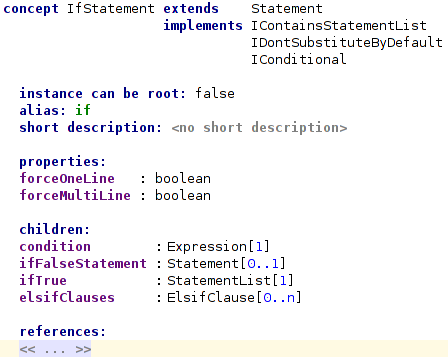 concept IfStatement extends Statement
implements IContainsStatementList
IDontSubstituteByDefault
IConditional
instance can be root: false
alias: if
short description: <no short description>
properties:
forceOneLine : boolean
forceMultiLine : boolean
children:
condition : Expression[1]
ifFalseStatement : Statement[0..1]
ifTrue : StatementList[1]
elsifClauses : ElsifClause[0..n]
references:
<< ... >>